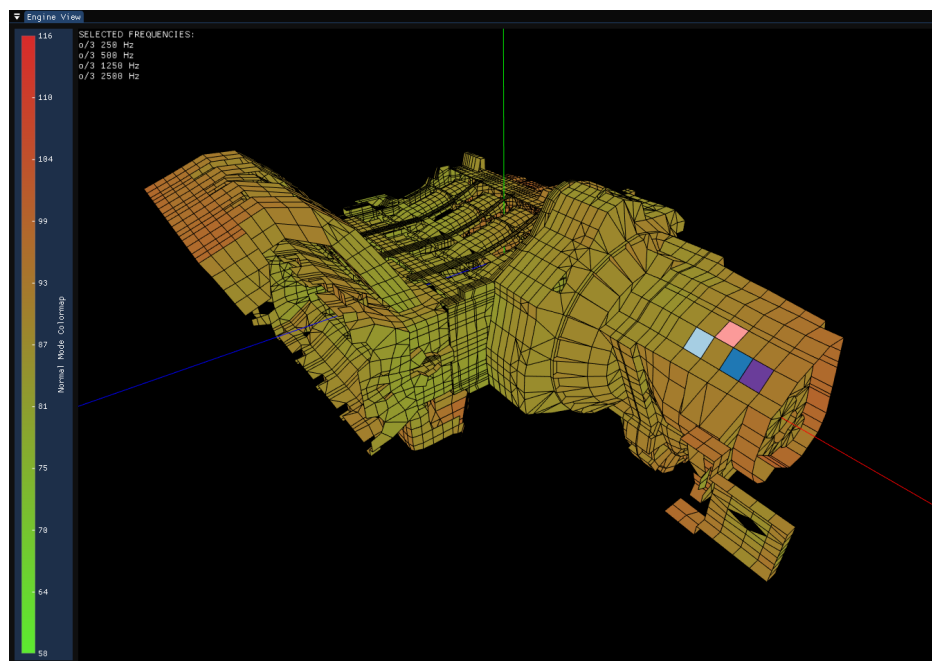 Engine View
SELECTED FREQUENCIES:
o/3 250 Hz
o/3 500 Hz
o/3 1250 Hz
o/3 2500 Hz
116
110
104
99
93
87
81
75
70
64
58
Normal Mode Colormap